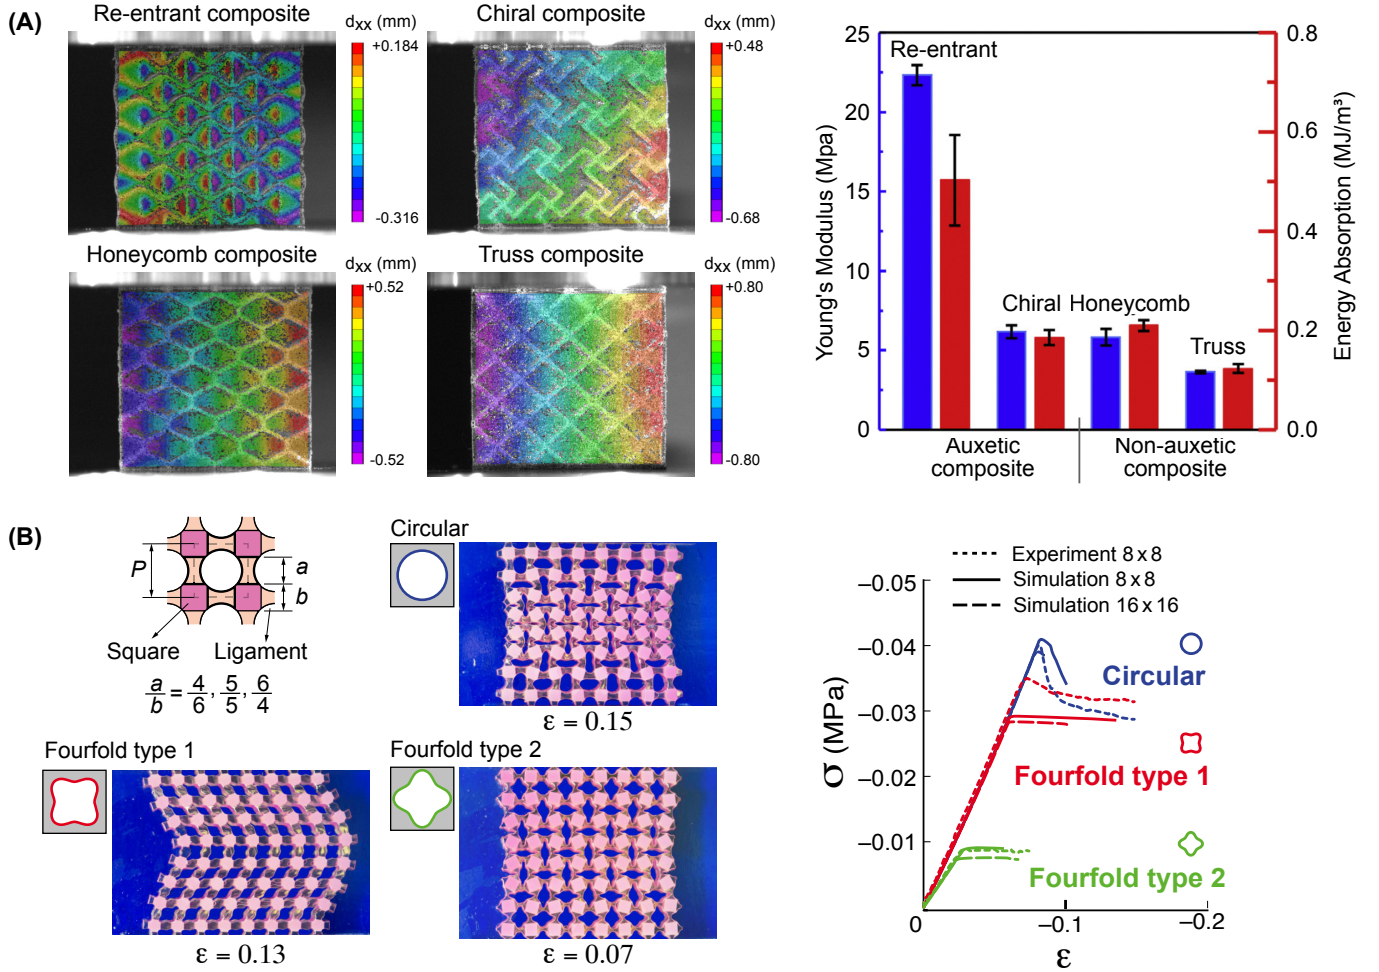 (A)
Re-entrant composite
dxx (mm)
+0.184
-0.316
Chiral composite
dxx (mm)
+0.48
-0.68
Honeycomb composite
dxx (mm)
+0.52
-0.52
Truss composite
dxx (mm)
+0.80
-0.80
Young's Modulus (Mpa)
25
20
15
10
5
0
Re-entrant
Chiral Honeycomb
Truss
Auxetic composite
Non-auxetic composite
0.8
0.6
0.4
0.2
0.0
Energy Absorption (MJ/m³)
(B)
P
a
b
Square
Ligament
a/b = 4/6, 5/5, 6/4
Circular
ε = 0.15
Fourfold type 1
ε = 0.13
Fourfold type 2
ε = 0.07
Experiment 8 x 8
Simulation 8 x 8
Simulation 16 x 16
σ (MPa)
–0.05
–0.04
–0.03
–0.02
–0.01
0
–0.1
–0.2
ε
Circular
Fourfold type 1
Fourfold type 2